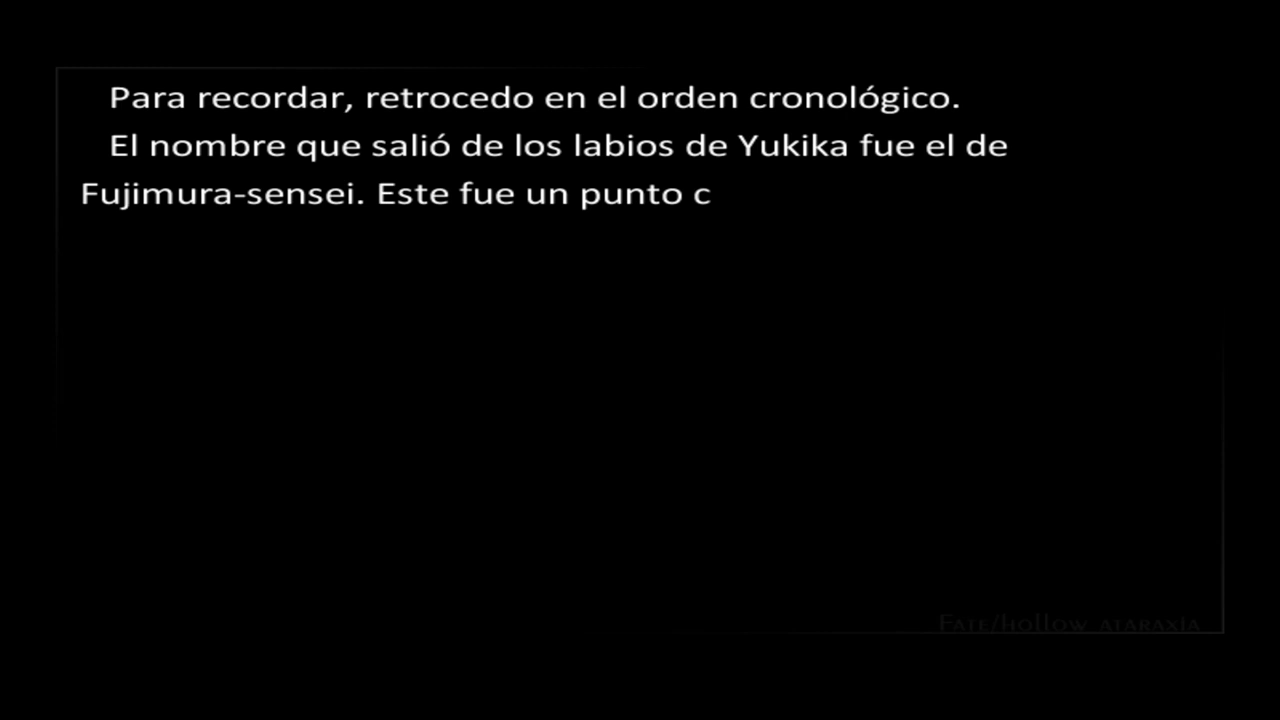 Para recordar, retrocedo en el orden cronológico.
El nombre que salió de los labios de Yukika fue el de
Fujimura-sensei. Este fue un punto c
Fate/hollow ataraxia